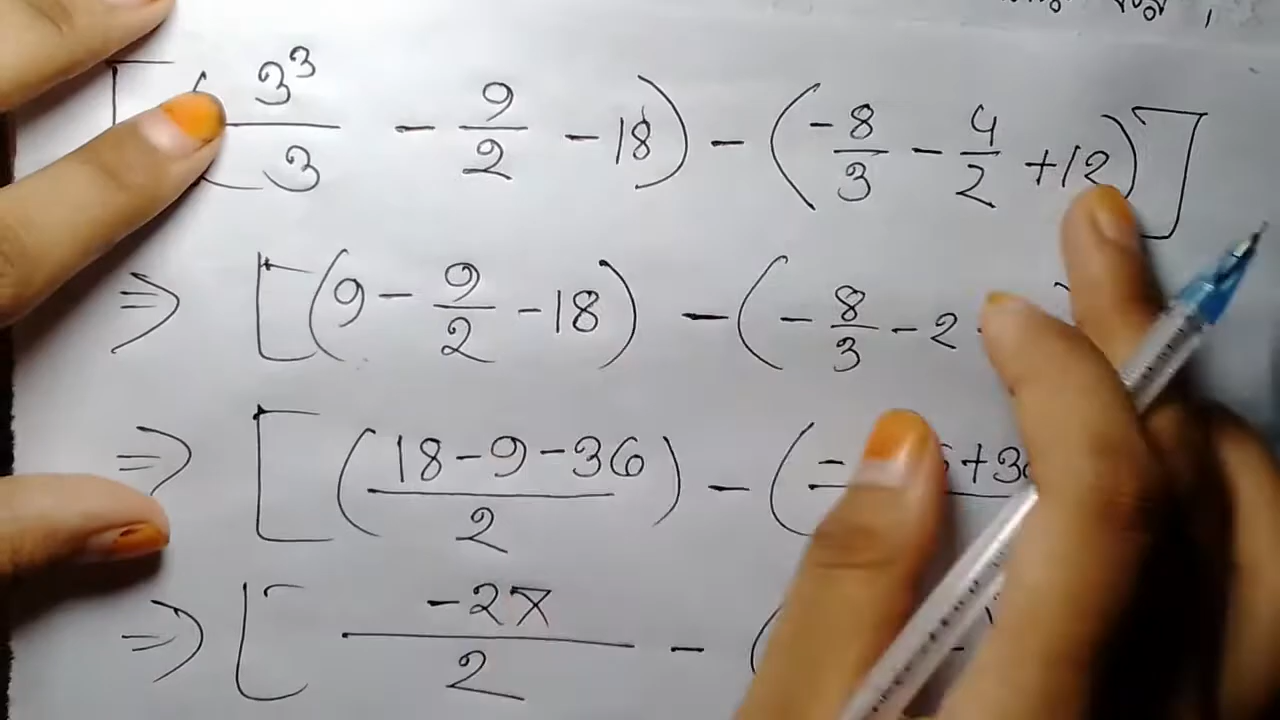 [(3³/3 - 9/2 - 18) - (-8/3 - 4/2 + 12)]
⇒ [(9 - 9/2 - 18) - (-8/3 - 2
⇒ [(18-9-36)/2 - (- +3
⇒ [ -27/2 - (